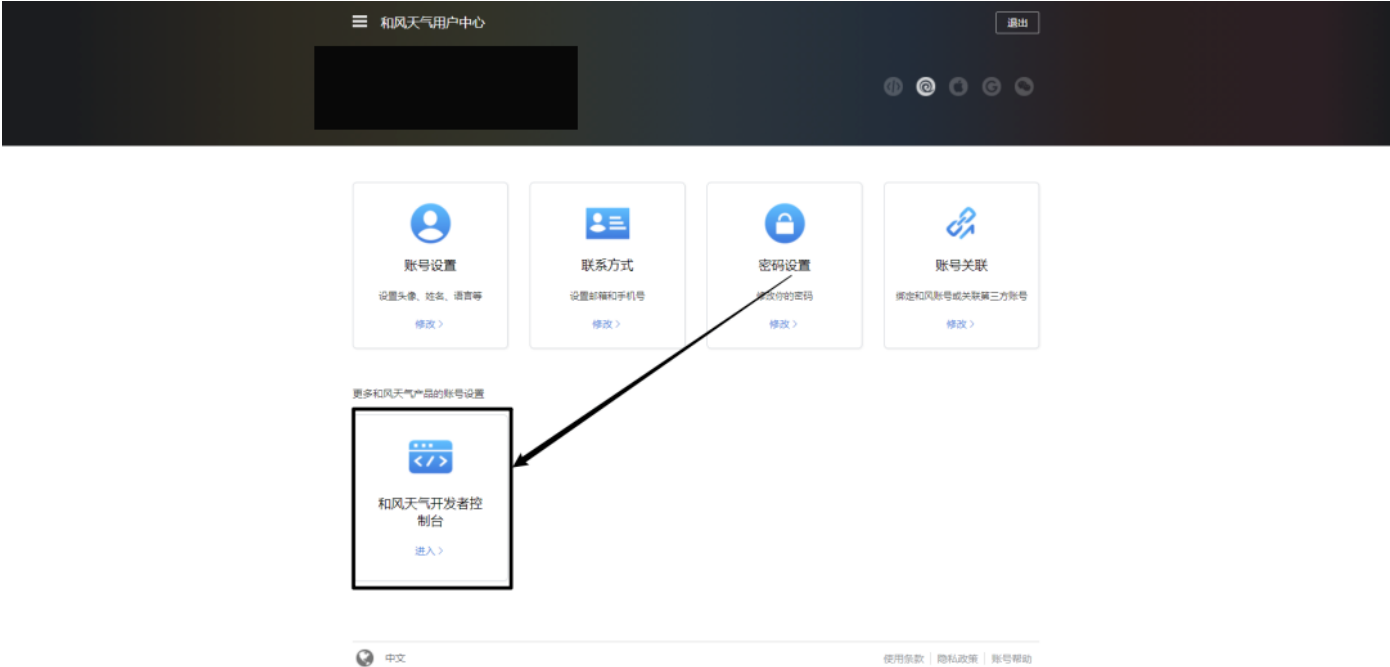 和风天气用户中心
退出
账号设置
设置头像、姓名、语言等
修改
联系方式
设置邮箱和手机号
修改
密码设置
修改你的密码
修改
账号关联
绑定和风账号或关联第三方账号
修改
更多和风天气产品的账号设置
和风天气开发者控
制台
进入
中文
使用条款 | 隐私政策 | 账号帮助